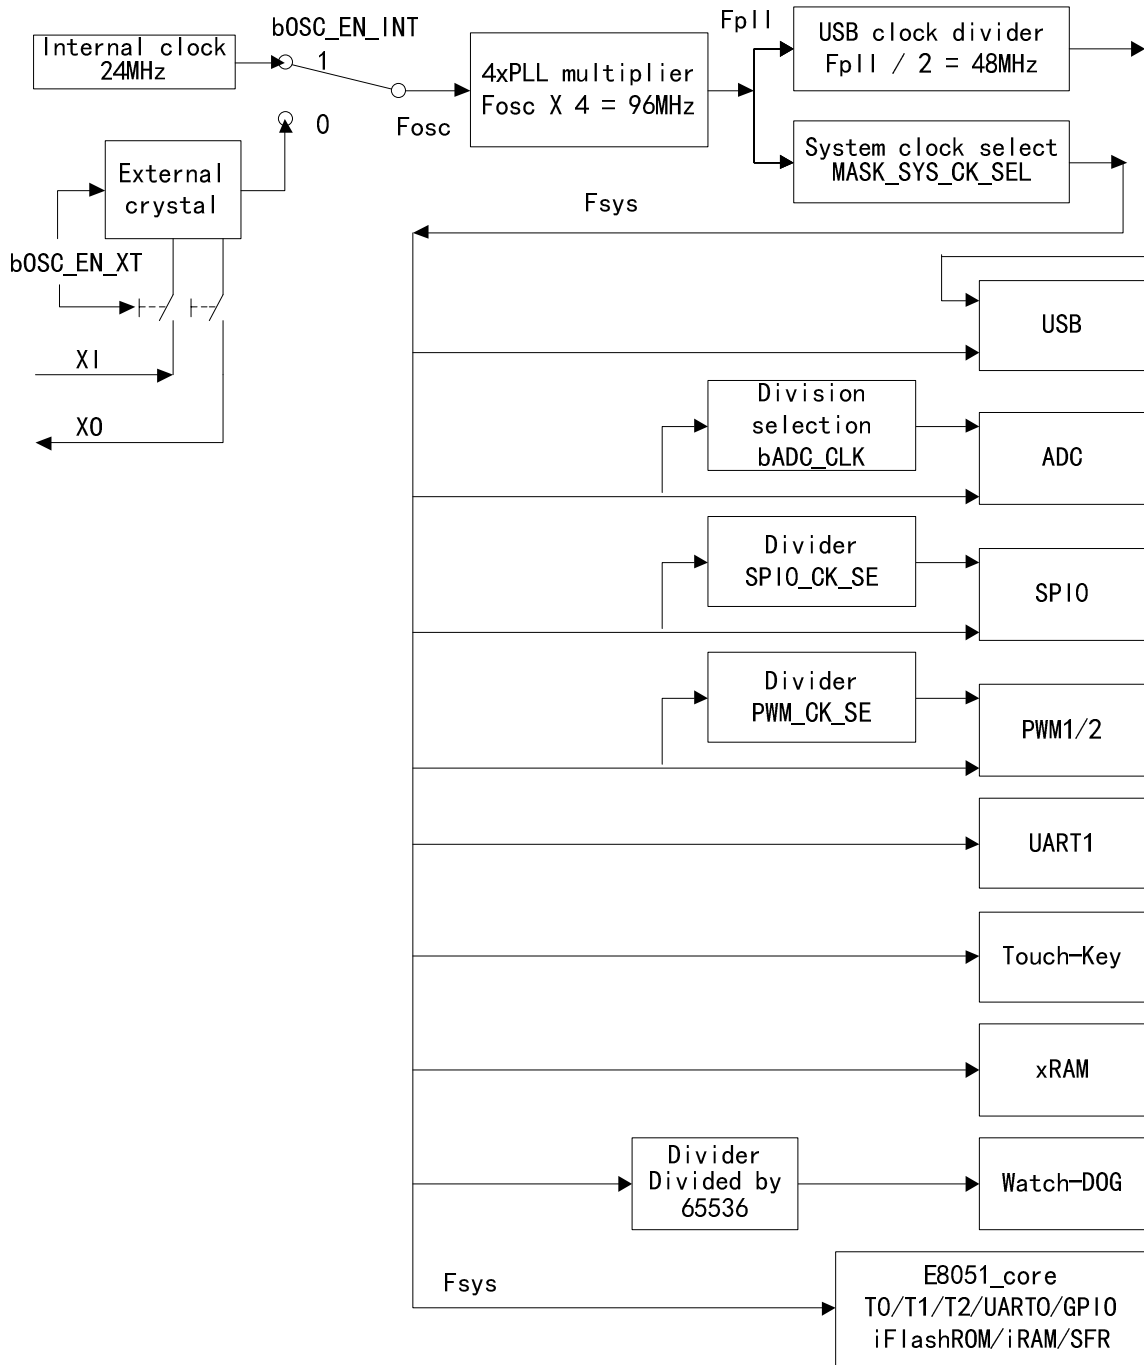 bOSC_EN_INT
Fpll
Internal clock
24MHz
1
4xPLL multiplier
Fosc X 4 = 96MHz
USB clock divider
Fpll / 2 = 48MHz
0
Fosc
System clock select
MASK_SYS_CK_SEL
External
crystal
Fsys
bOSC_EN_XT
USB
XI
XO
Division
selection
bADC_CLK
ADC
Divider
SPI0_CK_SE
SPI0
Divider
PWM_CK_SE
PWM1/2
UART1
Touch-Key
xRAM
Divider
Divided by
65536
Watch-DOG
Fsys
E8051_core
T0/T1/T2/UART0/GPIO
iFlashROM/iRAM/SFR